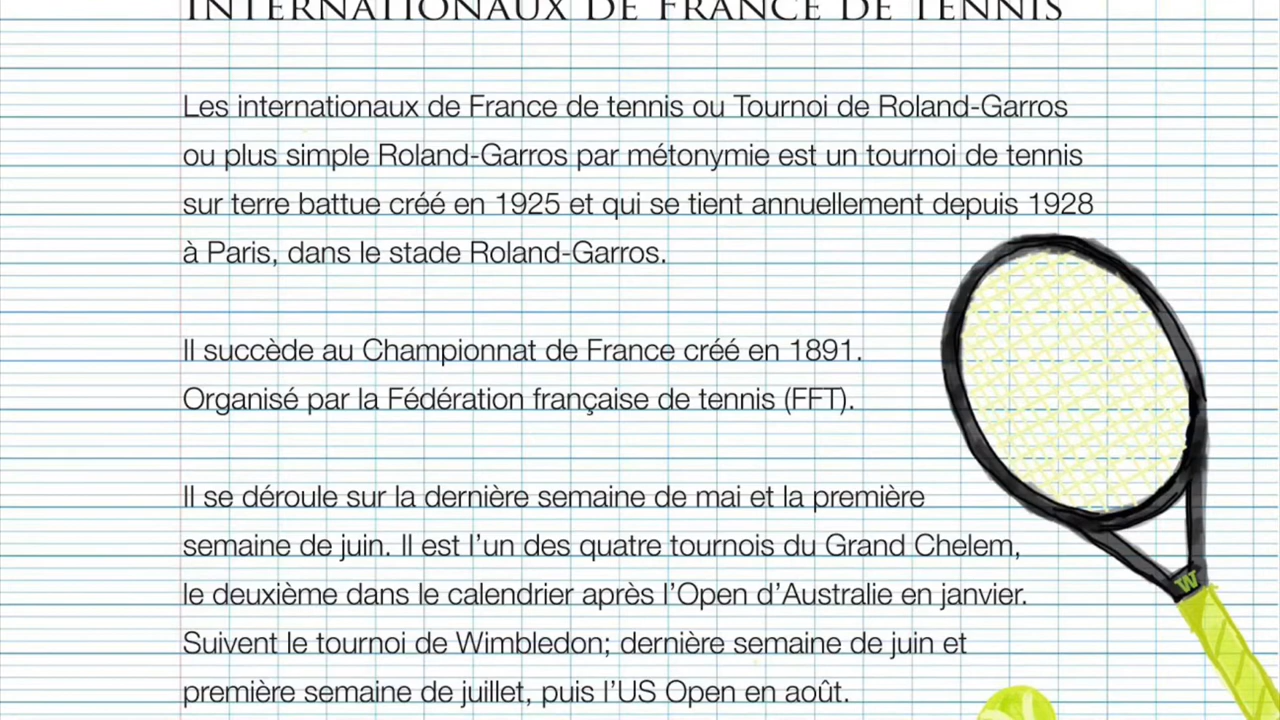 INTERNATIONAUX DE FRANCE DE TENNIS
Les internationaux de France de tennis ou Tournoi de Roland-Garros
ou plus simple Roland-Garros par métonymie est un tournoi de tennis
sur terre battue créé en 1925 et qui se tient annuellement depuis 1928
à Paris, dans le stade Roland-Garros.
Il succède au Championnat de France créé en 1891.
Organisé par la Fédération française de tennis (FFT).
Il se déroule sur la dernière semaine de mai et la première
semaine de juin. Il est l'un des quatre tournois du Grand Chelem,
le deuxième dans le calendrier après l'Open d'Australie en janvier.
Suivent le tournoi de Wimbledon; dernière semaine de juin et
première semaine de juillet, puis l'US Open en août.
W